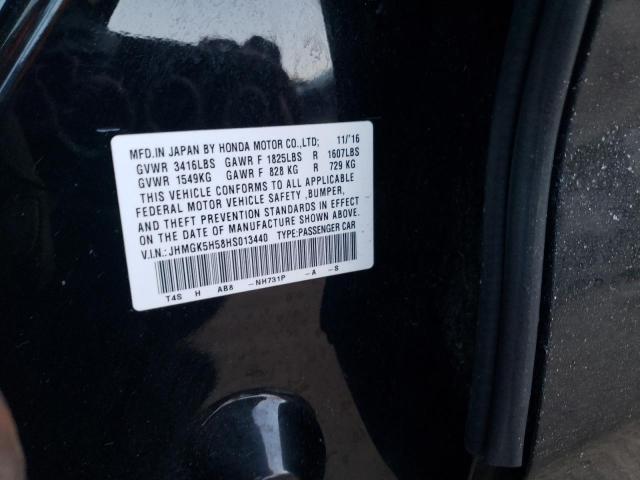 MFD.IN JAPAN BY HONDA MOTOR CO.,LTD; 11/'16
GVWR 3416LBS GAWR F 1825LBS R 1607LBS
GVWR 1549KG GAWR F 828 KG R 729 KG
THIS VEHICLE CONFORMS TO ALL APPLICABLE
FEDERAL MOTOR VEHICLE SAFETY ,BUMPER,
AND THEFT PREVENTION STANDARDS IN EFFECT
ON THE DATE OF MANUFACTURE SHOWN ABOVE.
V.I.N.: JHMGK5H58HS013440 TYPE:PASSENGER CAR
T4S H AB8 -NH731P -A -S